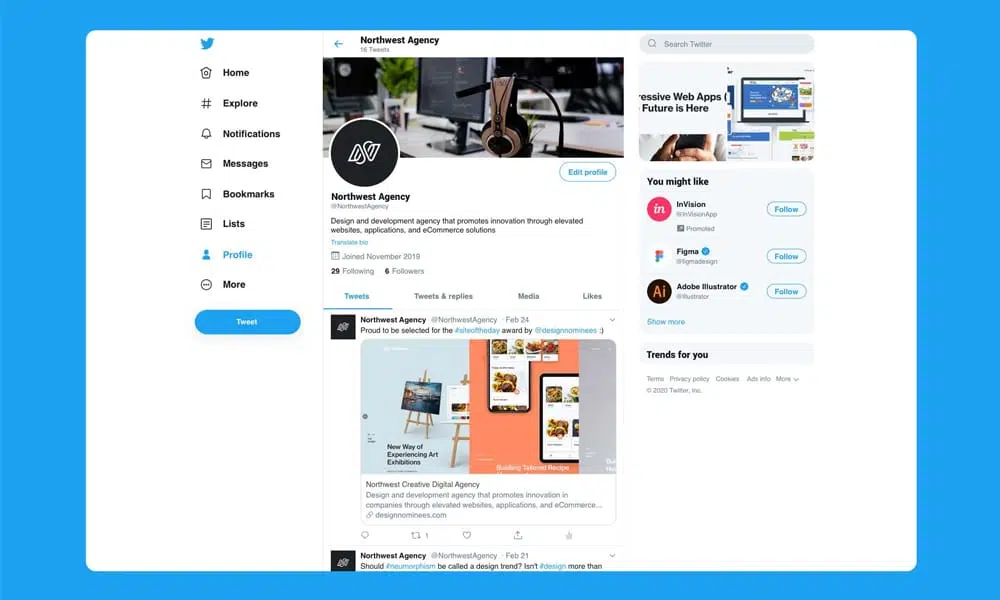 Home
Explore
Notifications
Messages
Bookmarks
Lists
Profile
More
Tweet
Northwest Agency
16 Tweets
Edit profile
Northwest Agency
@NorthwestAgency
Design and development agency that promotes innovation through elevated
websites, applications, and eCommerce solutions
Translate bio
Joined November 2019
29 Following 6 Followers
Tweets Tweets & replies Media Likes
Northwest Agency @NorthwestAgency · Feb 24
Proud to be selected for the #siteoftheday award by @designnominees :)
New Way of
Experiencing Art
Exhibitions
Building Tailored Recipe
Northwest Creative Digital Agency
Design and development agency that promotes innovation in
companies through elevated websites, applications, and eCommerce...
designnominees.com
1
Northwest Agency @NorthwestAgency · Feb 21
Should #neumorphism be called a design trend? Isn't #design more than
Search Twitter
ressive Web Apps (
Future is Here
You might like
in
InVision
@InVisionApp
Promoted
Follow
Figma
@figmadesign
Follow
Ai
Adobe Illustrator
@Illustrator
Follow
Show more
Trends for you
Terms Privacy policy Cookies Ads info More
© 2020 Twitter, Inc.